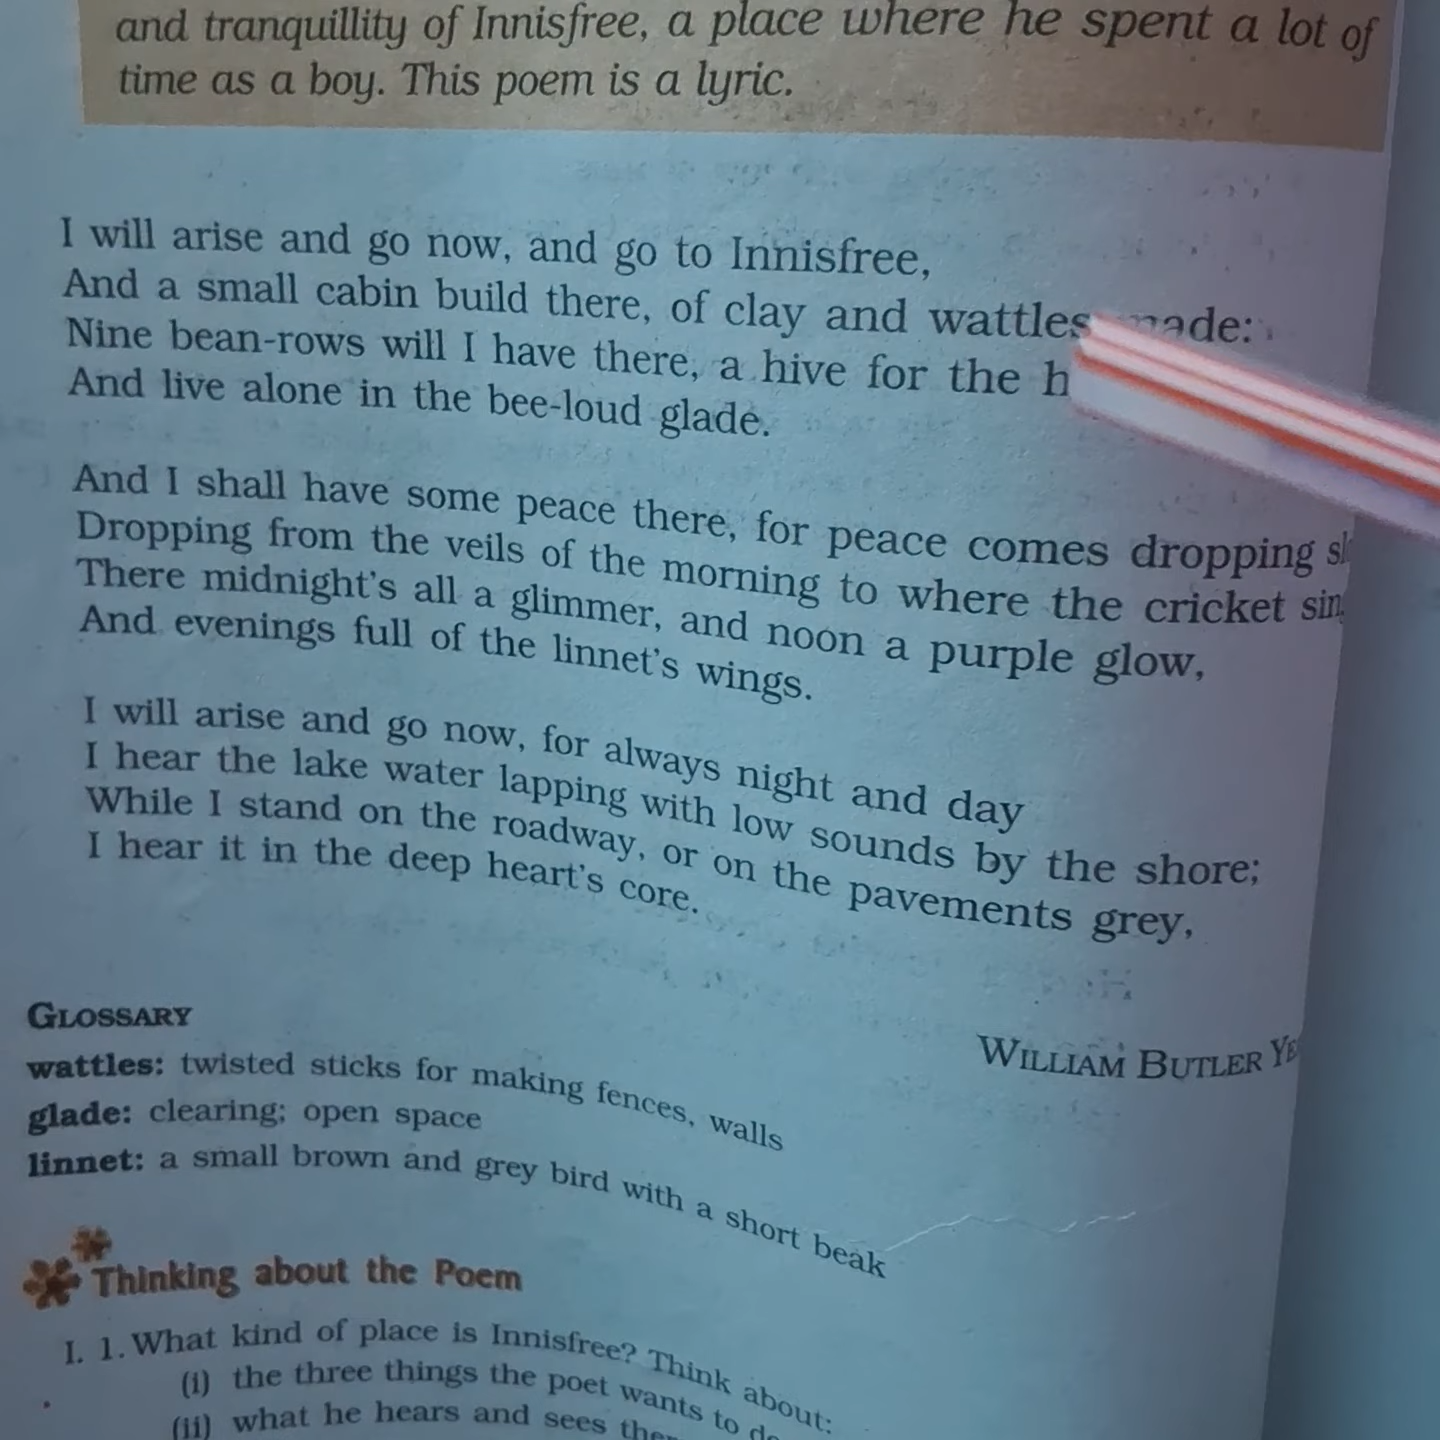 and tranquillity of Innisfree, a place where he spent a lot of
time as a boy. This poem is a lyric.
I will arise and go now, and go to Innisfree,
And a small cabin build there, of clay and wattles
Nine bean-rows will I have there, a hive for the
And live alone in the bee-loud glade.
And I shall have some peace there, for peace comes dropping
Dropping from the veils of the morning to where the cricket
There midnight's all a glimmer, and noon a purple glow,
And evenings full of the linnet's wings.
I will arise and go now, for always night and day
I hear the lake water lapping with low sounds by the shore;
While I stand on the roadway, or on the pavements grey,
I hear it in the deep heart's core.
WILLIAM BUTLER
GLOSSARY
wattles: twisted sticks for making fences, walls
glade: clearing; open space
linnet: a small brown and grey bird with a short beak
Thinking about the Poem
I. 1. What kind of place is Innisfree? Think about:
(i) the three things the poet wants to
(ii) what he hears and sees